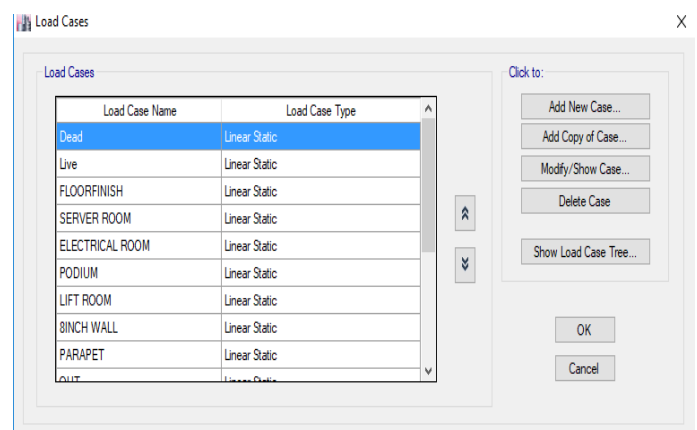 Load Cases
X
Load Cases
Click to:
Load Case Name Load Case Type
Dead Linear Static
Live Linear Static
FLOORFINISH Linear Static
SERVER ROOM Linear Static
ELECTRICAL ROOM Linear Static
PODIUM Linear Static
LIFT ROOM Linear Static
8INCH WALL Linear Static
PARAPET Linear Static
Add New Case...
Add Copy of Case...
Modify/Show Case...
Delete Case
Show Load Case Tree...
OK
Cancel